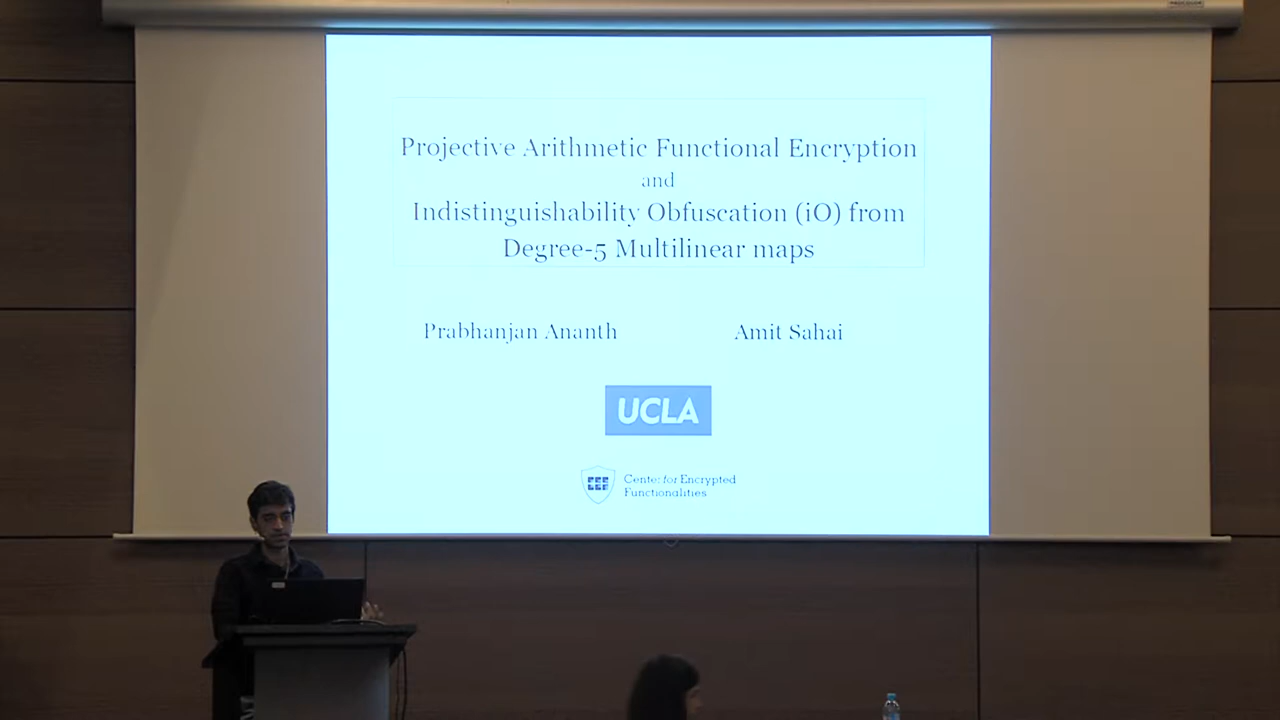 Projective Arithmetic Functional Encryption
and
Indistinguishability Obfuscation (iO) from
Degree-5 Multilinear maps
Prabhanjan Ananth Amit Sahai
UCLA
Center for Encrypted
Functionalities